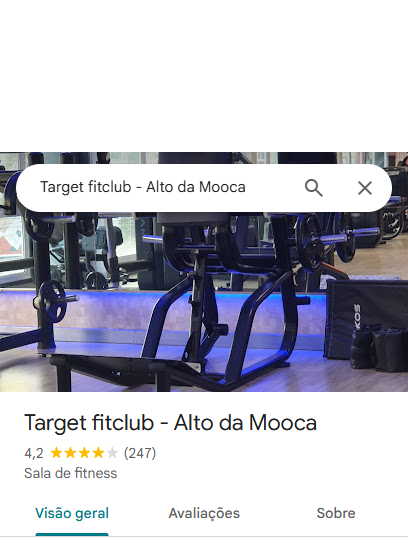 Target fitclub - Alto da Mooca
KOS
Target fitclub - Alto da Mooca
4,2 (247)
Sala de fitness
Visão geral
Avaliações
Sobre